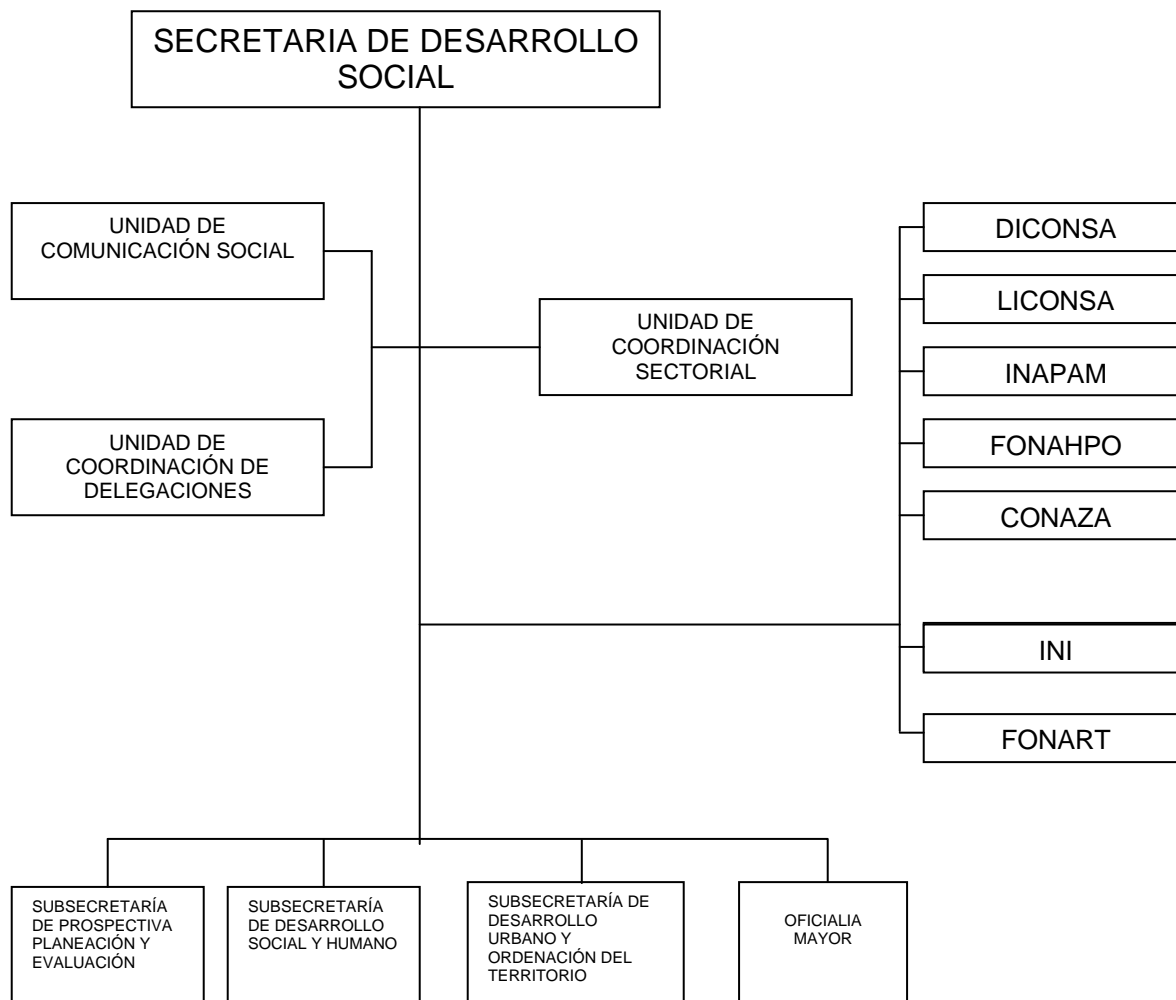 SECRETARIA DE DESARROLLO
SOCIAL
UNIDAD DE
COMUNICACIÓN SOCIAL
UNIDAD DE
COORDINACIÓN
SECTORIAL
UNIDAD DE
COORDINACIÓN DE
DELEGACIONES
DICONSA
LICONSA
INAPAM
FONAHPO
CONAZA
INI
FONART
SUBSECRETARÍA
DE PROSPECTIVA
PLANEACIÓN Y
EVALUACIÓN
SUBSECRETARÍA
DE DESARROLLO
SOCIAL Y HUMANO
SUBSECRETARÍA DE
DESARROLLO
URBANO Y
ORDENACIÓN DEL
TERRITORIO
OFICIALIA
MAYOR